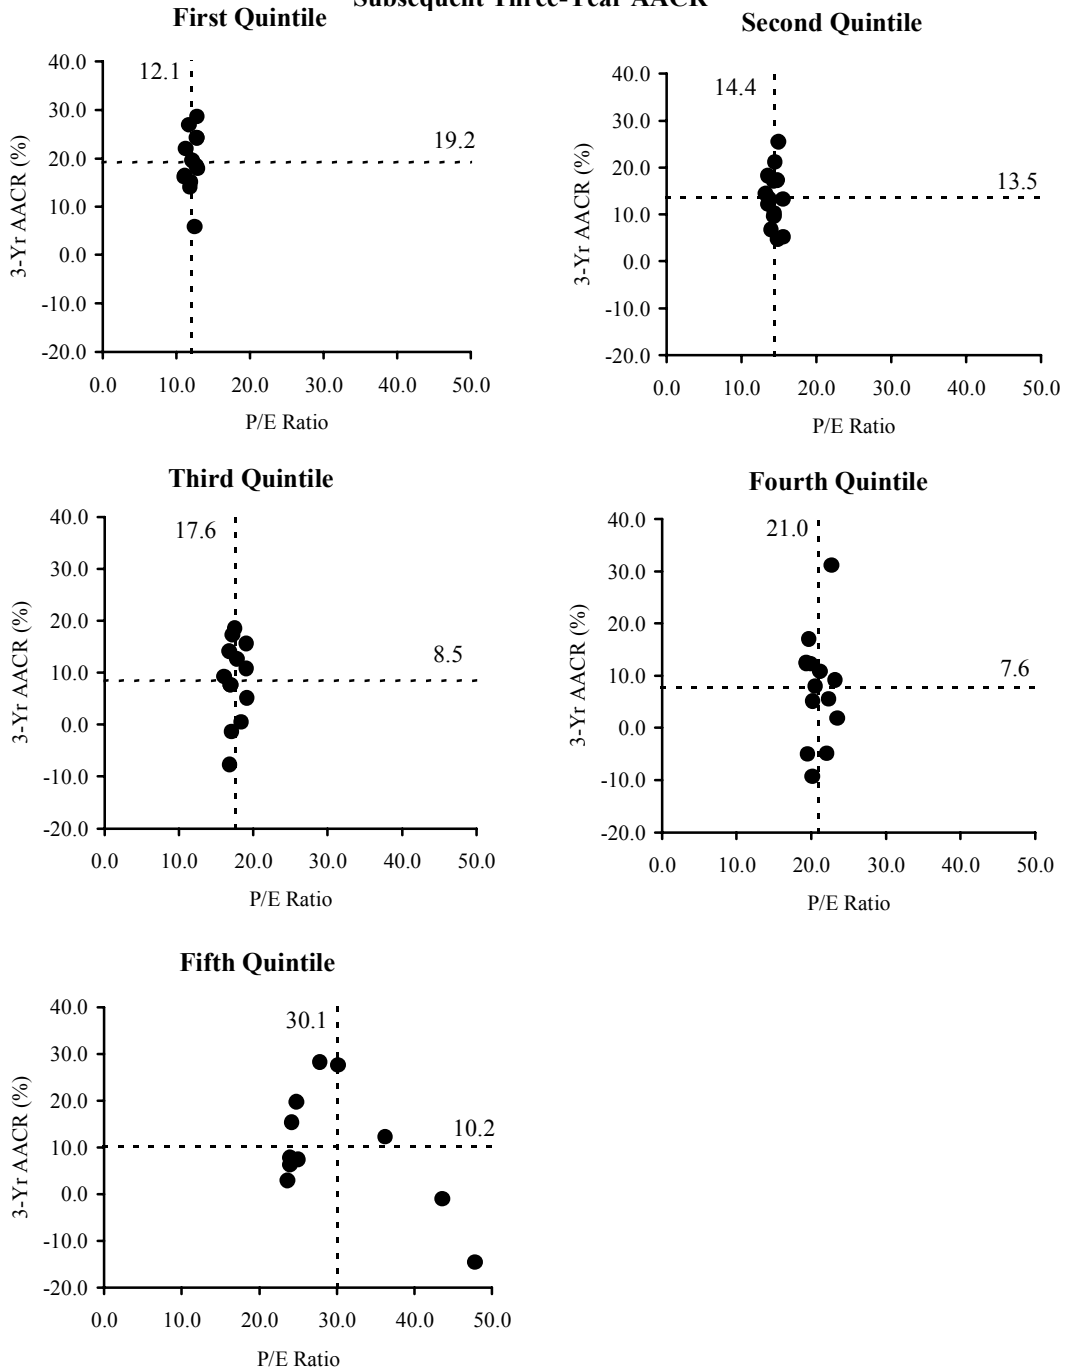 Subsequent Three-Year AACR
First Quintile
40.0
30.0
20.0
10.0
0.0
-10.0
-20.0
3-Yr AACR (%)
12.1
19.2
0.0 10.0 20.0 30.0 40.0 50.0
P/E Ratio
Second Quintile
40.0
30.0
20.0
10.0
0.0
-10.0
-20.0
3-Yr AACR (%)
14.4
13.5
0.0 10.0 20.0 30.0 40.0 50.0
P/E Ratio
Third Quintile
40.0
30.0
20.0
10.0
0.0
-10.0
-20.0
3-Yr AACR (%)
17.6
8.5
0.0 10.0 20.0 30.0 40.0 50.0
P/E Ratio
Fourth Quintile
40.0
30.0
20.0
10.0
0.0
-10.0
-20.0
3-Yr AACR (%)
21.0
7.6
0.0 10.0 20.0 30.0 40.0 50.0
P/E Ratio
Fifth Quintile
40.0
30.0
20.0
10.0
0.0
-10.0
-20.0
3-Yr AACR (%)
30.1
10.2
0.0 10.0 20.0 30.0 40.0 50.0
P/E Ratio